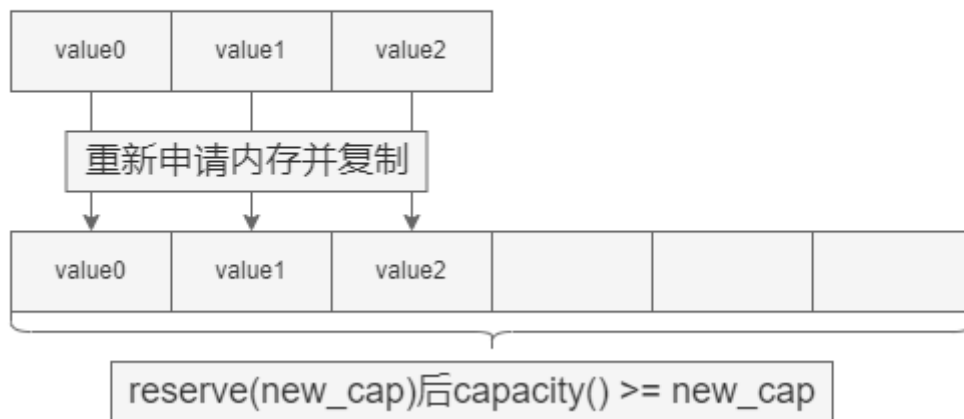 value0 value1 value2
重新申请内存并复制
value0 value1 value2
reserve(new_cap)后capacity() >= new_cap